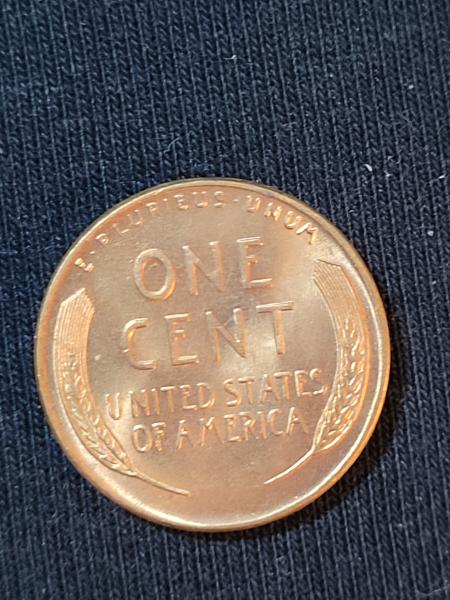 E·PLURIBUS·UNUM
ONE
CENT
UNITED STATES
OF AMERICA